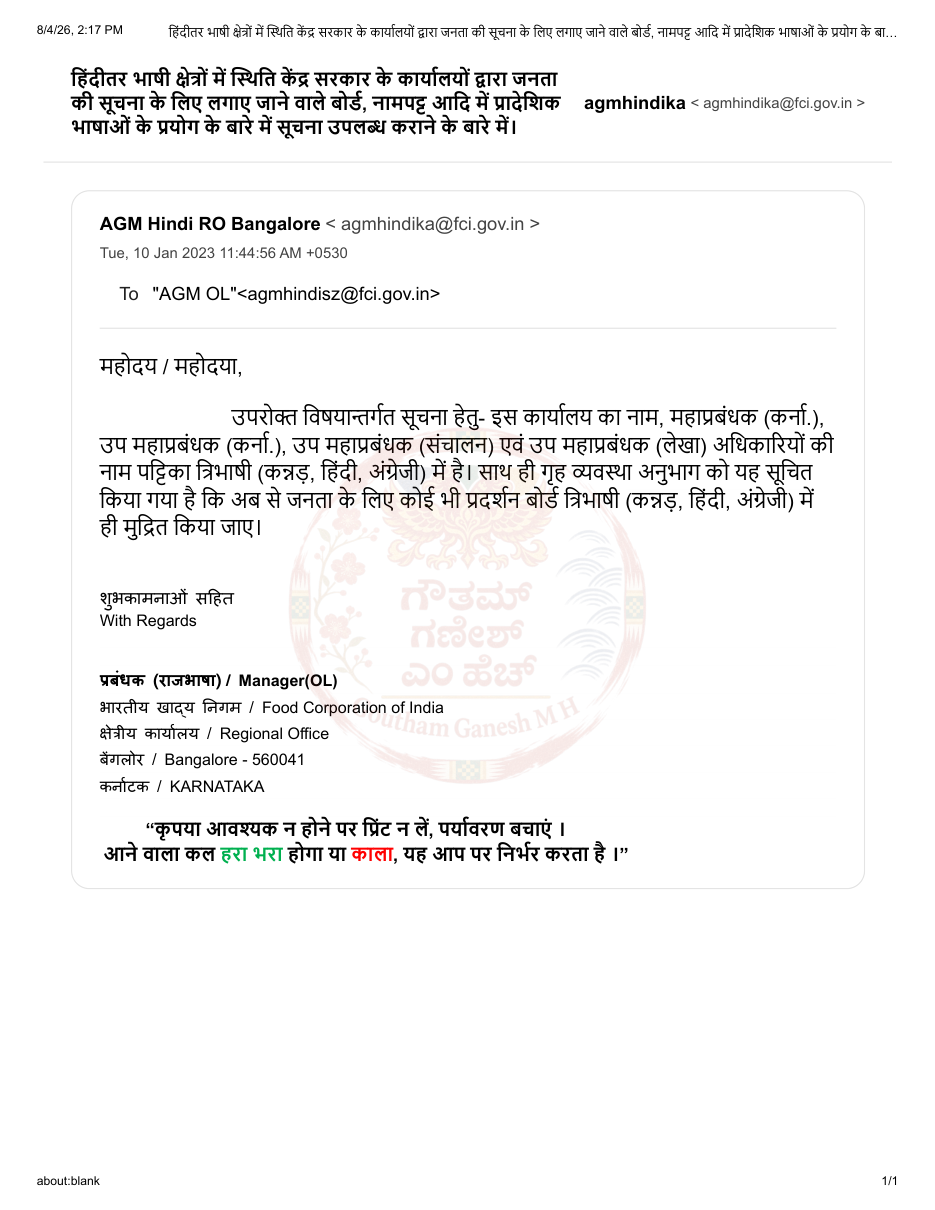 8/4/26, 2:17 PM हिंदीतर भाषी क्षेत्रों में स्थिति केंद्र सरकार के कार्यालयों द्वारा जनता की सूचना के लिए लगाए जाने वाले बोर्ड, नामपट्ट आदि में प्रादेशिक भाषाओं के प्रयोग के बा…
हिंदीतर भाषी क्षेत्रों में स्थिति केंद्र सरकार के कार्यालयों द्वारा जनता
की सूचना के लिए लगाए जाने वाले बोर्ड, नामपट्ट आदि में प्रादेशिक agmhindika < agmhindika@fci.gov.in >
भाषाओं के प्रयोग के बारे में सूचना उपलब्ध कराने के बारे में।
AGM Hindi RO Bangalore < agmhindika@fci.gov.in >
Tue, 10 Jan 2023 11:44:56 AM +0530
To "AGM OL"<agmhindisz@fci.gov.in>
महोदय / महोदया,
उपरोक्त विषयान्तर्गत सूचना हेतु- इस कार्यालय का नाम, महाप्रबंधक (कर्ना.),
उप महाप्रबंधक (कर्ना.), उप महाप्रबंधक (संचालन) एवं उप महाप्रबंधक (लेखा) अधिकारियों की
नाम पट्टिका त्रिभाषी (कन्नड़, हिंदी, अंग्रेजी) में है। साथ ही गृह व्यवस्था अनुभाग को यह सूचित
किया गया है कि अब से जनता के लिए कोई भी प्रदर्शन बोर्ड त्रिभाषी (कन्नड़, हिंदी, अंग्रेजी) में
ही मुद्रित किया जाए।
ಗೌತಮ್
ಗಣೇಶ್
ಎಂ ಹೆಚ್
Goutham Ganesh M H
शुभकामनाओं सहित
With Regards
प्रबंधक (राजभाषा) / Manager(OL)
भारतीय खाद्य निगम / Food Corporation of India
क्षेत्रीय कार्यालय / Regional Office
बेंगलोर / Bangalore - 560041
कर्नाटक / KARNATAKA
“कृपया आवश्यक न होने पर प्रिंट न लें, पर्यावरण बचाएं ।
आने वाला कल हरा भरा होगा या काला, यह आप पर निर्भर करता है ।”
about:blank 1/1